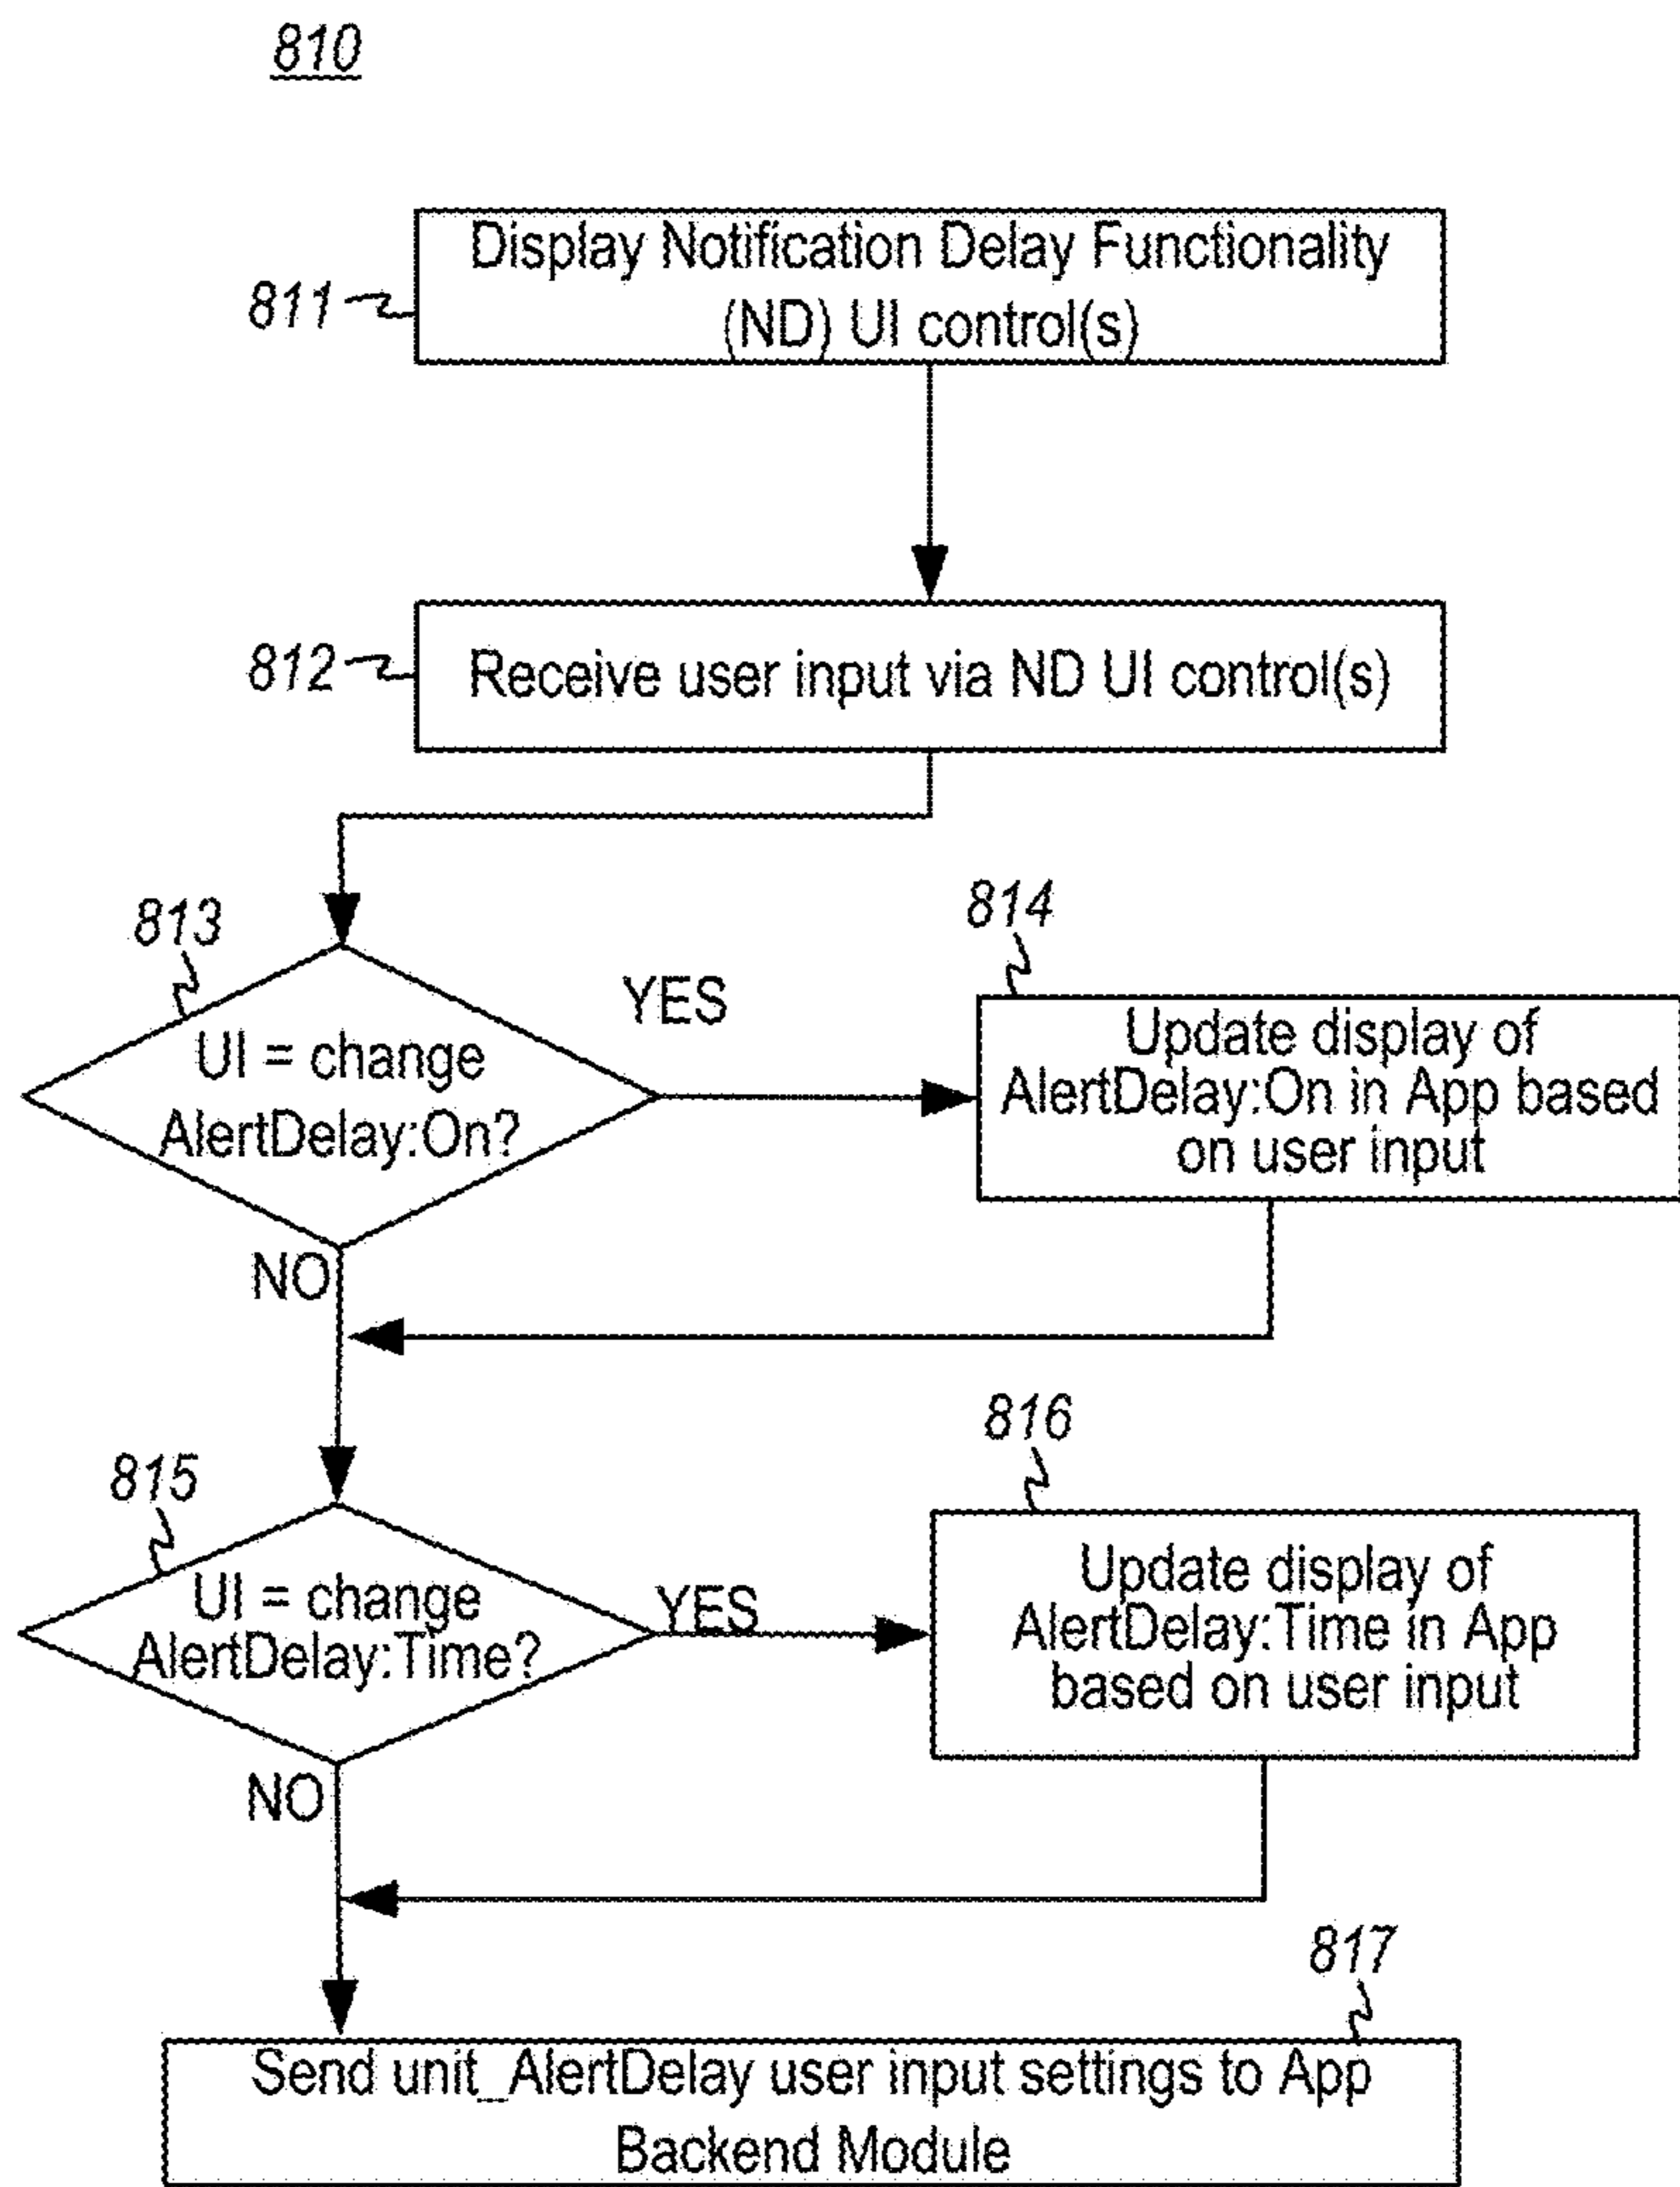 810
Display Notification Delay Functionality
(ND) UI control(s)
811
Receive user input via ND UI control(s)
812
813
UI = change
AlertDelay:On?
YES
NO
814
Update display of
AlertDelay:On in App based
on user input
815
UI = change
AlertDelay:Time?
YES
NO
816
Update display of
AlertDelay:Time in App
based on user input
817
Send unit_AlertDelay user input settings to App
Backend Module